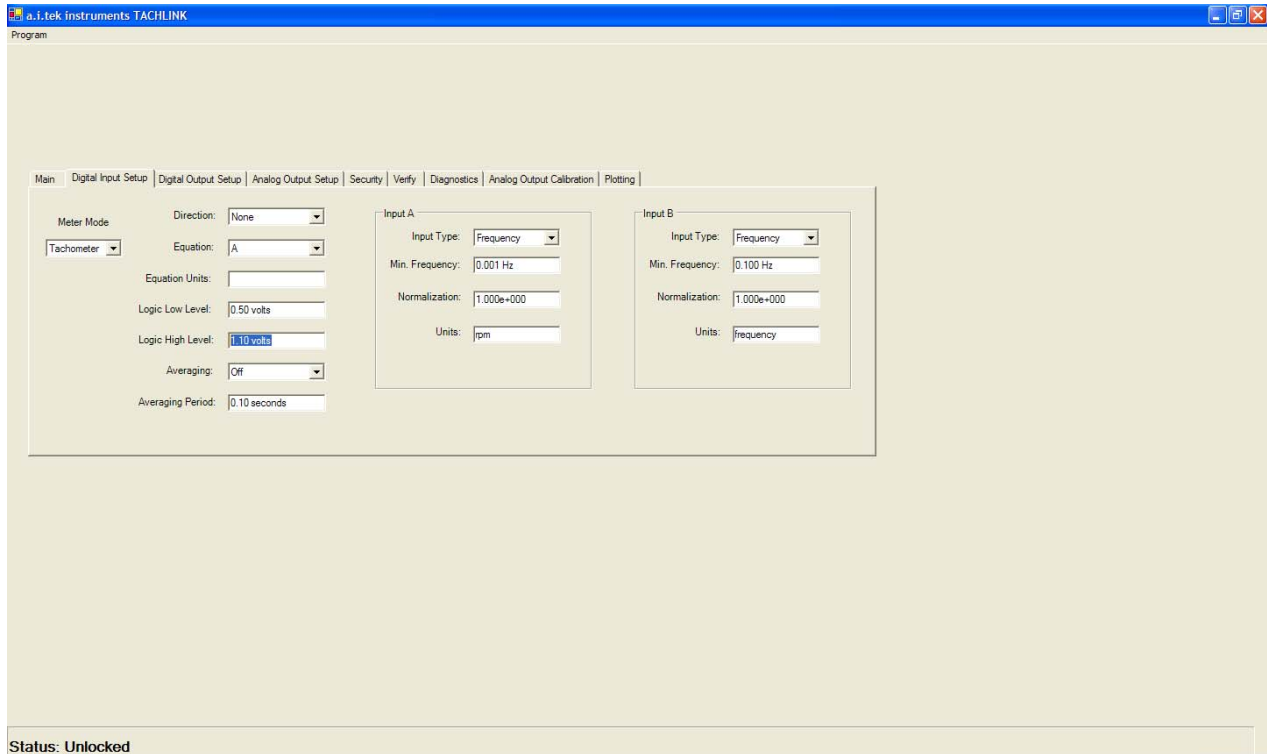 a.i.tek instruments TACHLINK
Program
Main Digital Input Setup Digital Output Setup Analog Output Setup Security Verify Diagnostics Analog Output Calibration Plotting
Meter Mode
Tachometer
Direction: None
Equation: A
Equation Units:
Logic Low Level: 0.50 volts
Logic High Level: 1.10 volts
Averaging: Off
Averaging Period: 0.10 seconds
Input A
Input Type: Frequency
Min. Frequency: 0.001 Hz
Normalization: 1.000e+000
Units: rpm
Input B
Input Type: Frequency
Min. Frequency: 0.100 Hz
Normalization: 1.000e+000
Units: frequency
Status: Unlocked